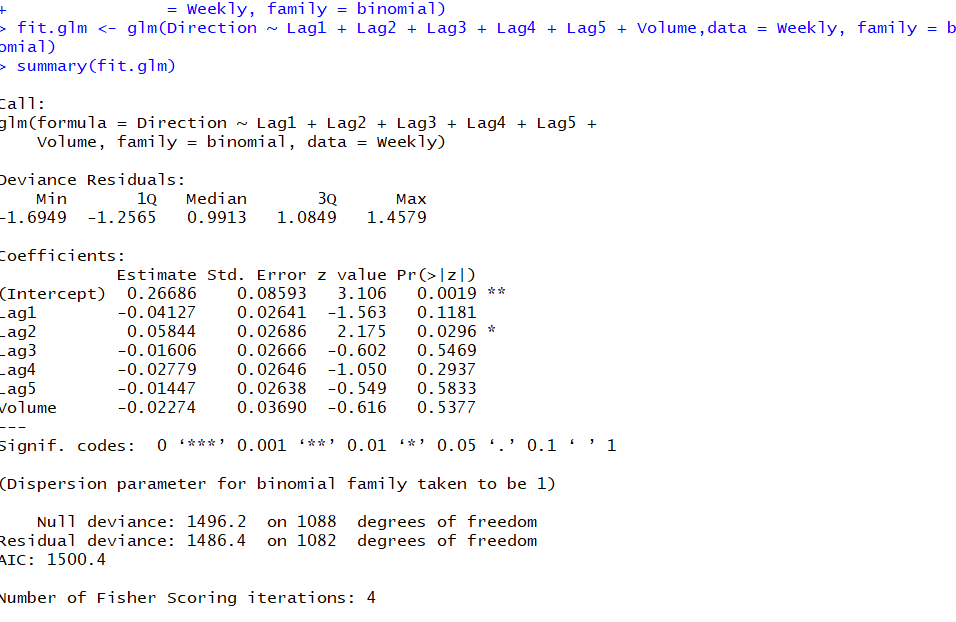 + = Weekly, family = binomial)
> fit.glm <- glm(Direction ~ Lag1 + Lag2 + Lag3 + Lag4 + Lag5 + Volume,data = Weekly, family = b
omial)
> summary(fit.glm)
Call:
glm(formula = Direction ~ Lag1 + Lag2 + Lag3 + Lag4 + Lag5 +
Volume, family = binomial, data = Weekly)
Deviance Residuals:
Min 1Q Median 3Q Max
-1.6949 -1.2565 0.9913 1.0849 1.4579
Coefficients:
Estimate Std. Error z value Pr(>|z|)
(Intercept) 0.26686 0.08593 3.106 0.0019 **
Lag1 -0.04127 0.02641 -1.563 0.1181
Lag2 0.05844 0.02686 2.175 0.0296 *
Lag3 -0.01606 0.02666 -0.602 0.5469
Lag4 -0.02779 0.02646 -1.050 0.2937
Lag5 -0.01447 0.02638 -0.549 0.5833
Volume -0.02274 0.03690 -0.616 0.5377
---
Signif. codes: 0 ‘***’ 0.001 ‘**’ 0.01 ‘*’ 0.05 ‘.’ 0.1 ‘ ’ 1
(Dispersion parameter for binomial family taken to be 1)
Null deviance: 1496.2 on 1088 degrees of freedom
Residual deviance: 1486.4 on 1082 degrees of freedom
AIC: 1500.4
Number of Fisher Scoring iterations: 4